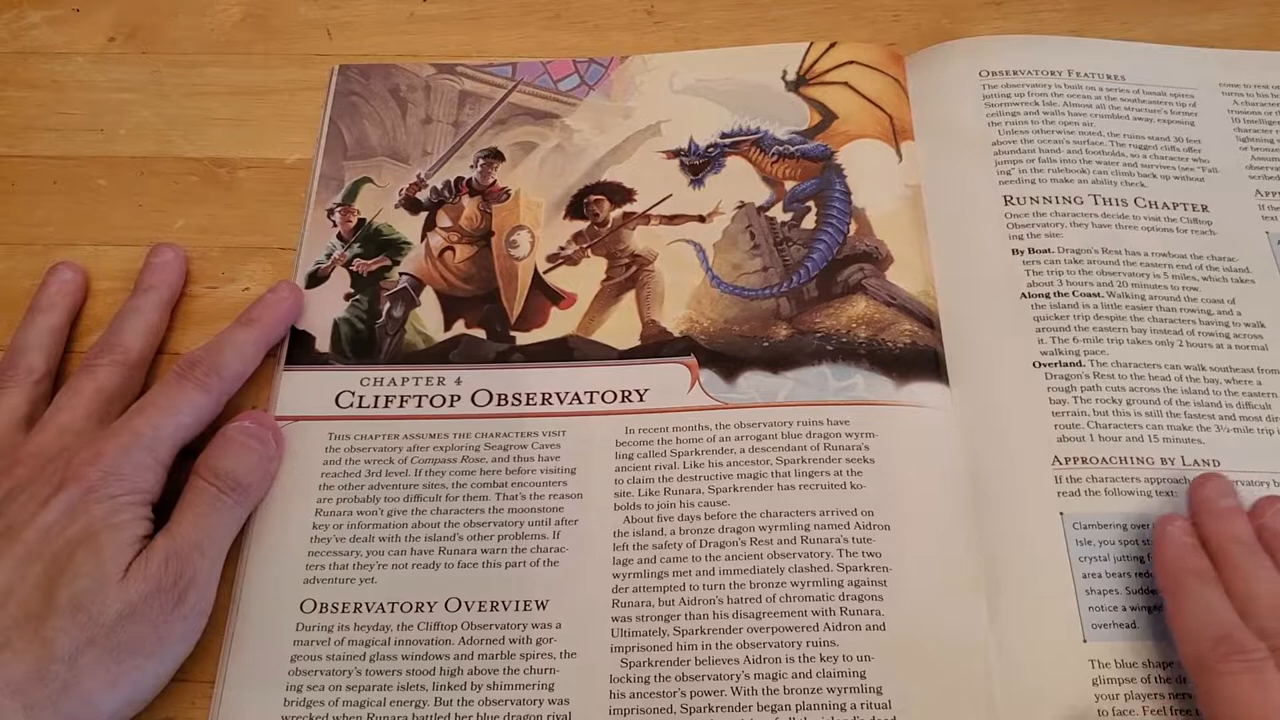 CHAPTER 4
CLIFFTOP OBSERVATORY
THIS CHAPTER ASSUMES THE CHARACTERS VISIT
the observatory after exploring Seagrow Caves
and the wreck of Compass Rose, and thus have
reached 3rd level. If they come here before visiting
the other adventure sites, the combat encounters
are probably too difficult for them. That's the reason
Runara won't give the characters the moonstone
key or information about the observatory until after
they've dealt with the island's other problems. If
necessary, you can have Runara warn the charac-
ters that they're not ready to face this part of the
adventure yet.
OBSERVATORY OVERVIEW
During its heyday, the Clifftop Observatory was a
marvel of magical innovation. Adorned with gor-
geous stained glass windows and marble spires, the
observatory's towers stood high above the churn-
ing sea on separate islets, linked by shimmering
bridges of magical energy. But the observatory was
wrecked when Runara battled her blue dragon rival
In recent months, the observatory ruins have
become the home of an arrogant blue dragon wyrm-
ling called Sparkrender, a descendant of Runara's
ancient rival. Like his ancestor, Sparkrender seeks
to claim the destructive magic that lingers at the
site. Like Runara, Sparkrender has recruited ko-
bolds to join his cause.
About five days before the characters arrived on
the island, a bronze dragon wyrmling named Aidron
left the safety of Dragon's Rest and Runara's tute-
lage and came to the ancient observatory. The two
wyrmlings met and immediately clashed. Sparkren-
der attempted to turn the bronze wyrmling against
Runara, but Aidron's hatred of chromatic dragons
was stronger than his disagreement with Runara.
Ultimately, Sparkrender overpowered Aidron and
imprisoned him in the observatory ruins.
Sparkrender believes Aidron is the key to un-
locking the observatory's magic and claiming
his ancestor's power. With the bronze wyrmling
imprisoned, Sparkrender began planning a ritual
OBSERVATORY FEATURES
The observatory is built on a series of basalt spires
jutting up from the ocean at the southeastern tip of
Stormwreck Isle. Almost all the structure's former
ceilings and walls have crumbled away, exposing
the ruins to the open air.
Unless otherwise noted, the ruins stand 30 feet
above the ocean's surface. The rugged cliffs offer
abundant hand- and footholds, so a character who
jumps or falls into the water and survives (see "Fall-
ing" in the rulebook) can climb back up without
needing to make an ability check.
RUNNING THIS CHAPTER
Once the characters decide to visit the Clifftop
Observatory, they have three options for reach-
ing the site:
By Boat. Dragon's Rest has a rowboat the charac-
ters can take around the eastern end of the island.
The trip to the observatory is 5 miles, which takes
about 3 hours and 20 minutes to row.
Along the Coast. Walking around the coast of
the island is a little easier than rowing, and a
quicker trip despite the characters having to walk
around the eastern bay instead of rowing across
it. The 6-mile trip takes only 2 hours at a normal
walking pace.
Overland. The characters can walk southeast from
Dragon's Rest to the head of the bay, where a
rough path cuts across the island to the eastern
bay. The rocky ground of the island is difficult
terrain, but this is still the fastest and most
route. Characters can make the 3½-mile trip
about 1 hour and 15 minutes.
APPROACHING BY LAND
If the characters approach
read the following text:
Clambering over
Isle, you spot
crystal jutting
area bears
shapes.
notice a
overhead.
The blue shape
glimpse of the
your players
to face. Feel
come to rest
turns to his
A character
10
character
lightning
or bronze